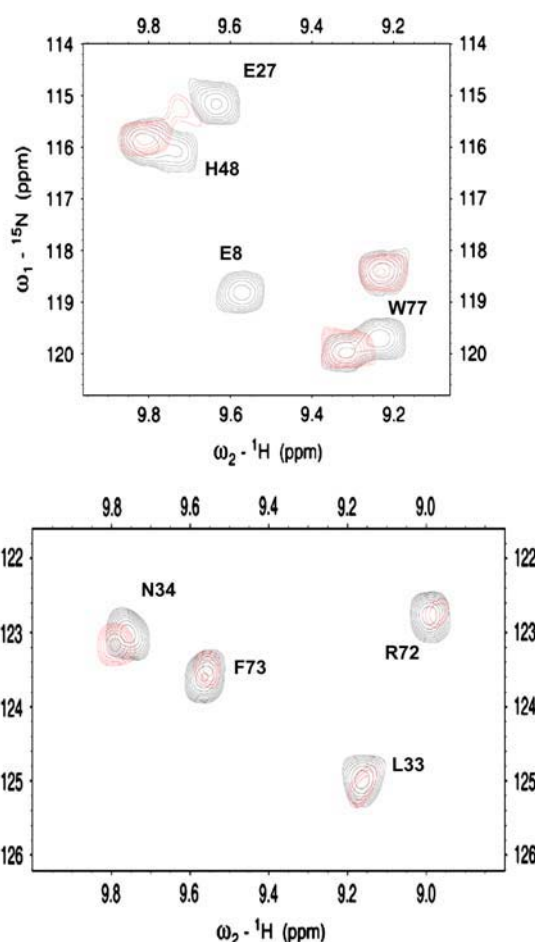 9.8 9.6 9.4 9.2
114 114
E27
115 115
116 116
H48
117 117
118 118
E8
W77
119 119
120 120
ω1 - 15N (ppm)
9.8 9.6 9.4 9.2
ω2 - 1H (ppm)
9.8 9.6 9.4 9.2 9.0
122 122
N34
123 123
R72
F73
124 124
L33
125 125
126 126
9.8 9.6 9.4 9.2 9.0
ω2 - 1H (ppm)